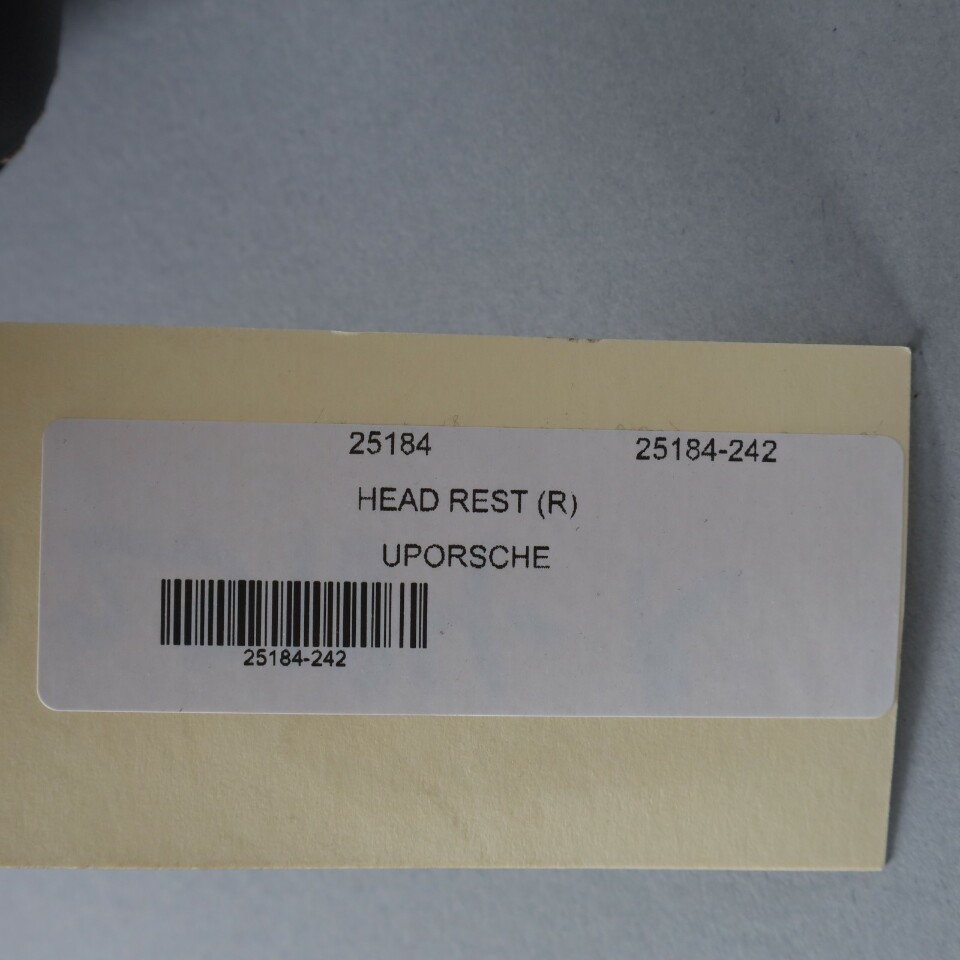 25184 25184-242
HEAD REST (R)
UPORSCHE
25184-242